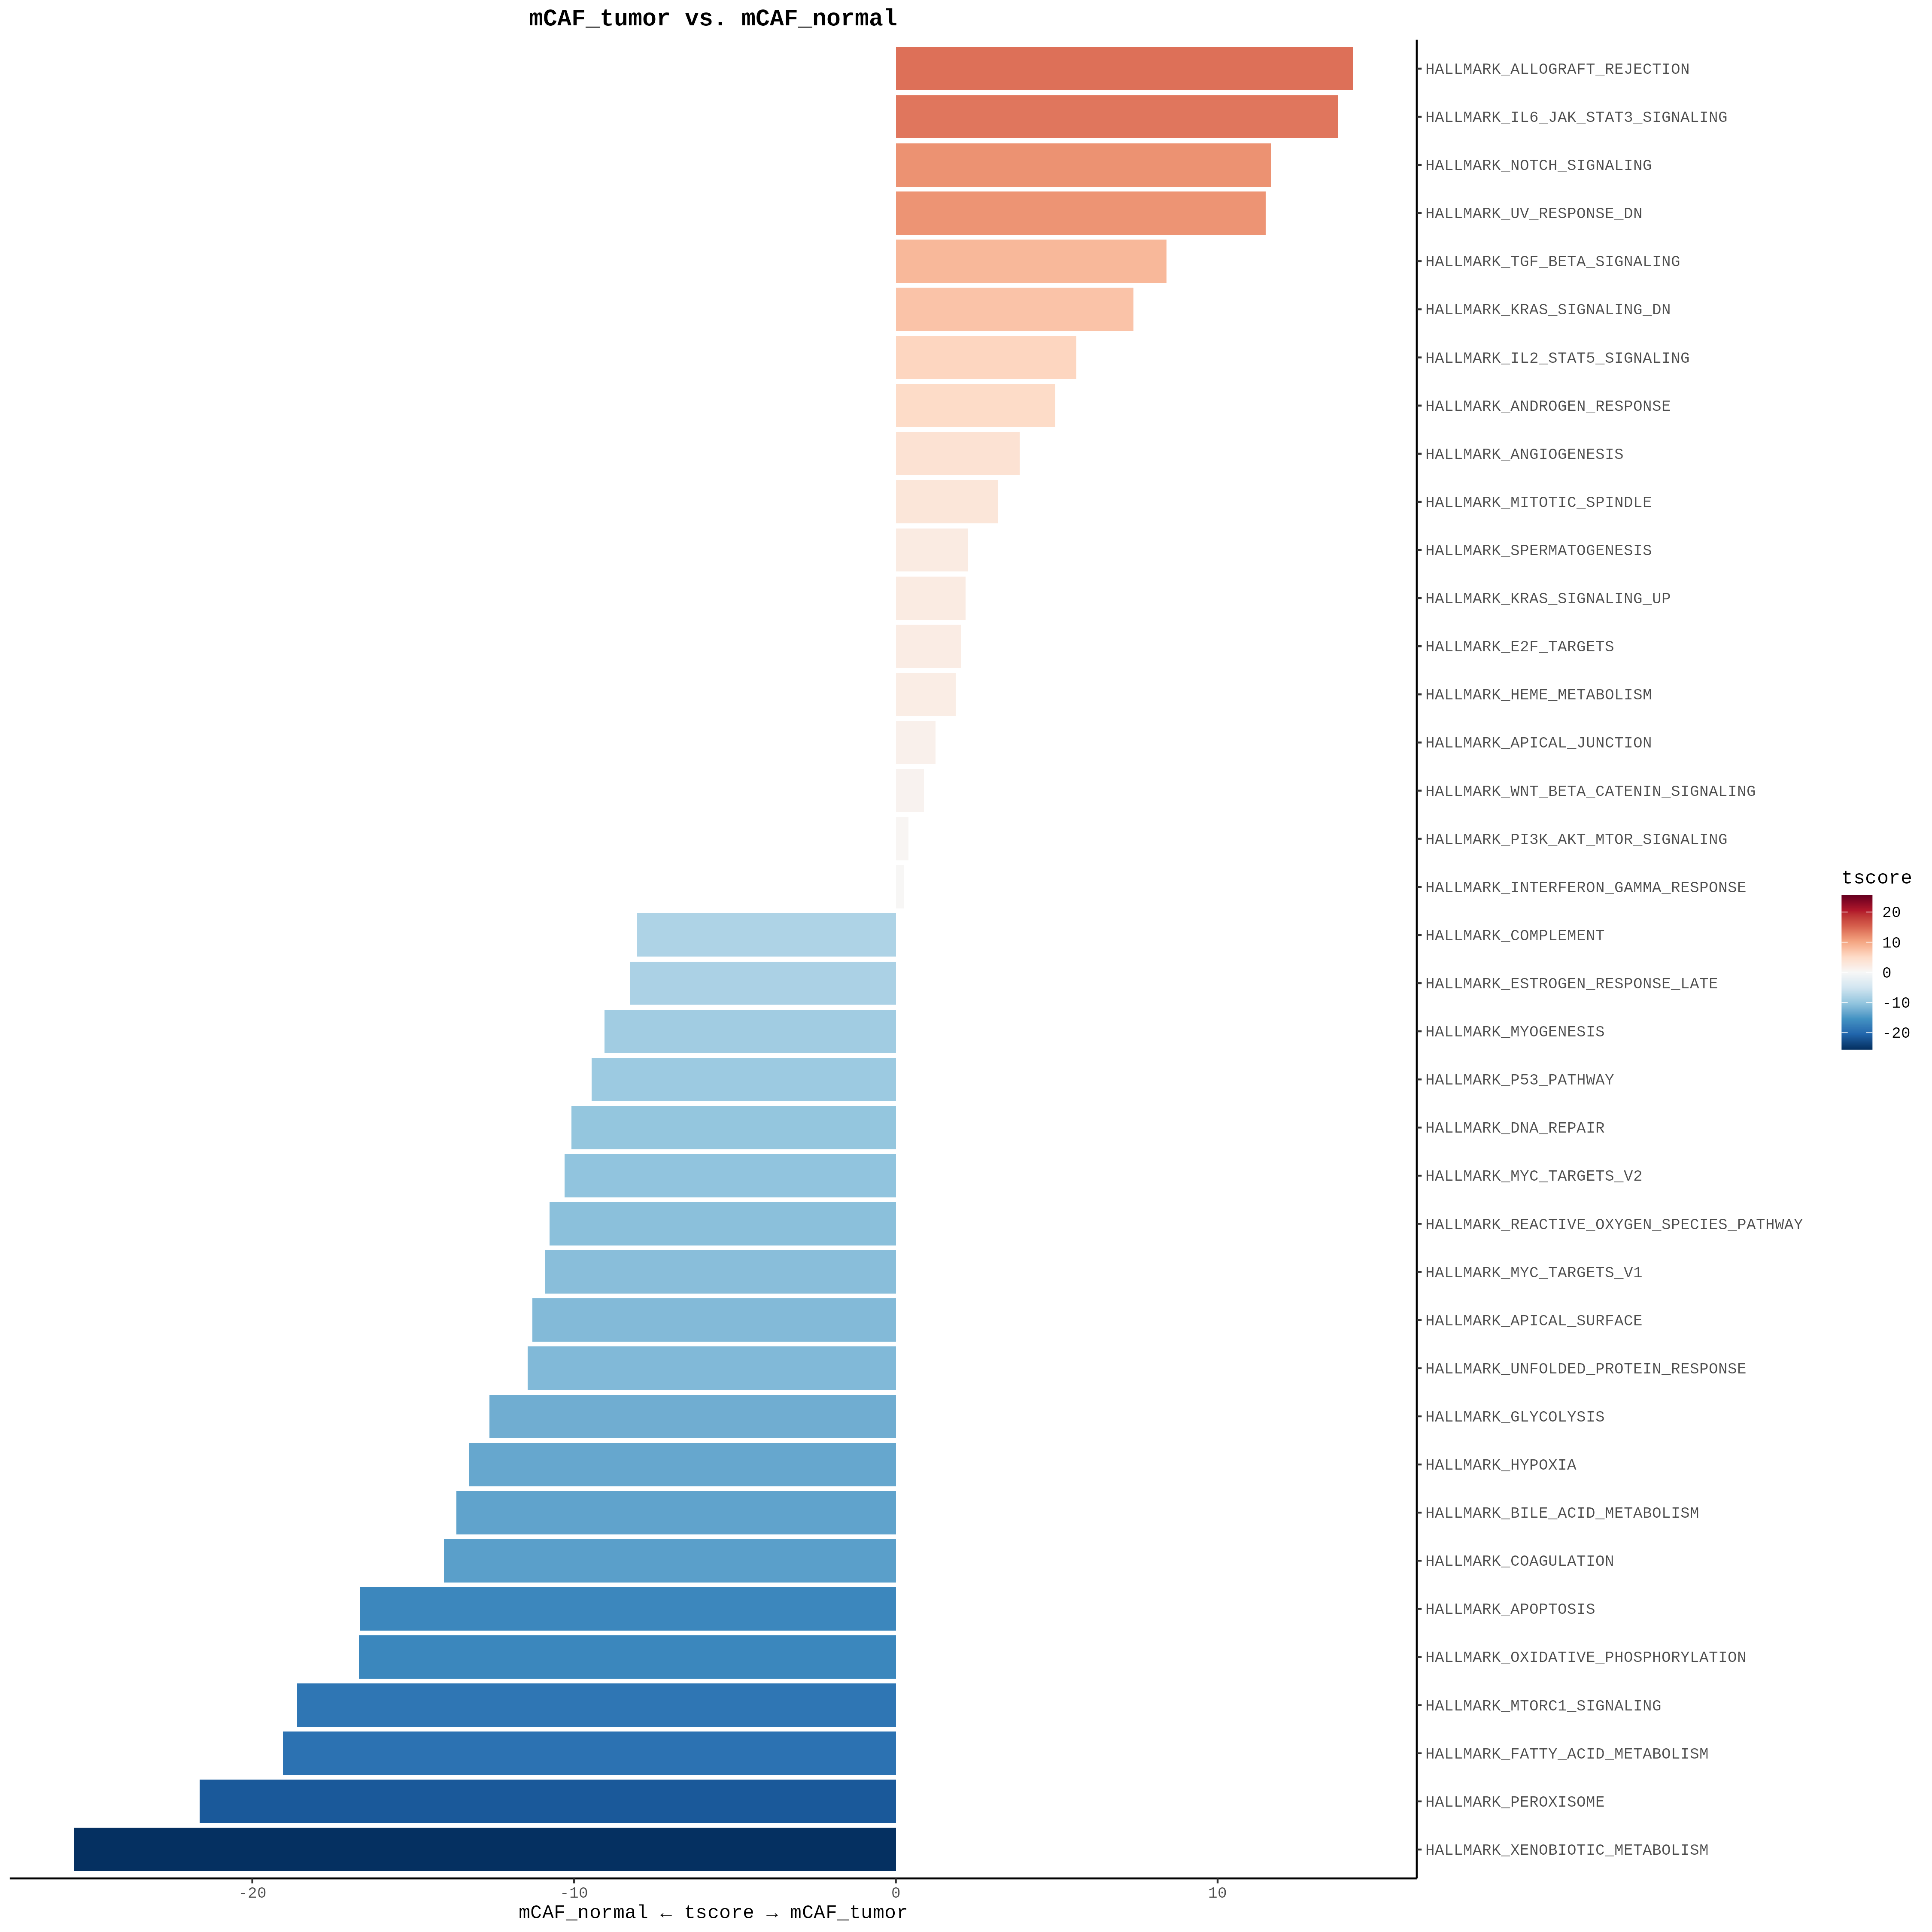 mCAF_tumor vs. mCAF_normal
HALLMARK_ALLOGRAFT_REJECTION
HALLMARK_IL6_JAK_STAT3_SIGNALING
HALLMARK_NOTCH_SIGNALING
HALLMARK_UV_RESPONSE_DN
HALLMARK_TGF_BETA_SIGNALING
HALLMARK_KRAS_SIGNALING_DN
HALLMARK_IL2_STAT5_SIGNALING
HALLMARK_ANDROGEN_RESPONSE
HALLMARK_ANGIOGENESIS
HALLMARK_MITOTIC_SPINDLE
HALLMARK_SPERMATOGENESIS
HALLMARK_KRAS_SIGNALING_UP
HALLMARK_E2F_TARGETS
HALLMARK_HEME_METABOLISM
HALLMARK_APICAL_JUNCTION
HALLMARK_WNT_BETA_CATENIN_SIGNALING
HALLMARK_PI3K_AKT_MTOR_SIGNALING
HALLMARK_INTERFERON_GAMMA_RESPONSE
HALLMARK_COMPLEMENT
HALLMARK_ESTROGEN_RESPONSE_LATE
HALLMARK_MYOGENESIS
HALLMARK_P53_PATHWAY
HALLMARK_DNA_REPAIR
HALLMARK_MYC_TARGETS_V2
HALLMARK_REACTIVE_OXYGEN_SPECIES_PATHWAY
HALLMARK_MYC_TARGETS_V1
HALLMARK_APICAL_SURFACE
HALLMARK_UNFOLDED_PROTEIN_RESPONSE
HALLMARK_GLYCOLYSIS
HALLMARK_HYPOXIA
HALLMARK_BILE_ACID_METABOLISM
HALLMARK_COAGULATION
HALLMARK_APOPTOSIS
HALLMARK_OXIDATIVE_PHOSPHORYLATION
HALLMARK_MTORC1_SIGNALING
HALLMARK_FATTY_ACID_METABOLISM
HALLMARK_PEROXISOME
HALLMARK_XENOBIOTIC_METABOLISM
-20 -10 0 10
mCAF_normal ← tscore → mCAF_tumor
tscore
20
10
0
-10
-20